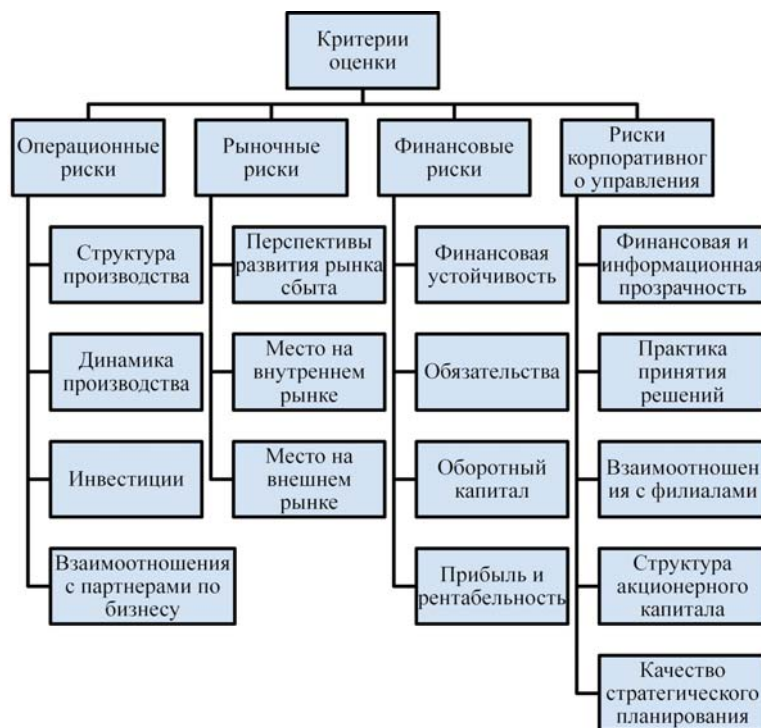 Критерии
оценки
Операционные
риски
Рыночные
риски
Финансовые
риски
Риски
корпоративног
о управления
Структура
производства
Динамика
производства
Инвестиции
Взаимоотношения
с партнерами по
бизнесу
Перспективы
развития рынка
сбыта
Место на
внутреннем
рынке
Место на
внешнем
рынке
Финансовая
устойчивость
Обязательства
Оборотный
капитал
Прибыль и
рентабельность
Финансовая и
информационная
прозрачность
Практика
принятия
решений
Взаимоотношен
ия с филиалами
Структура
акционерного
капитала
Качество
стратегического
планирования